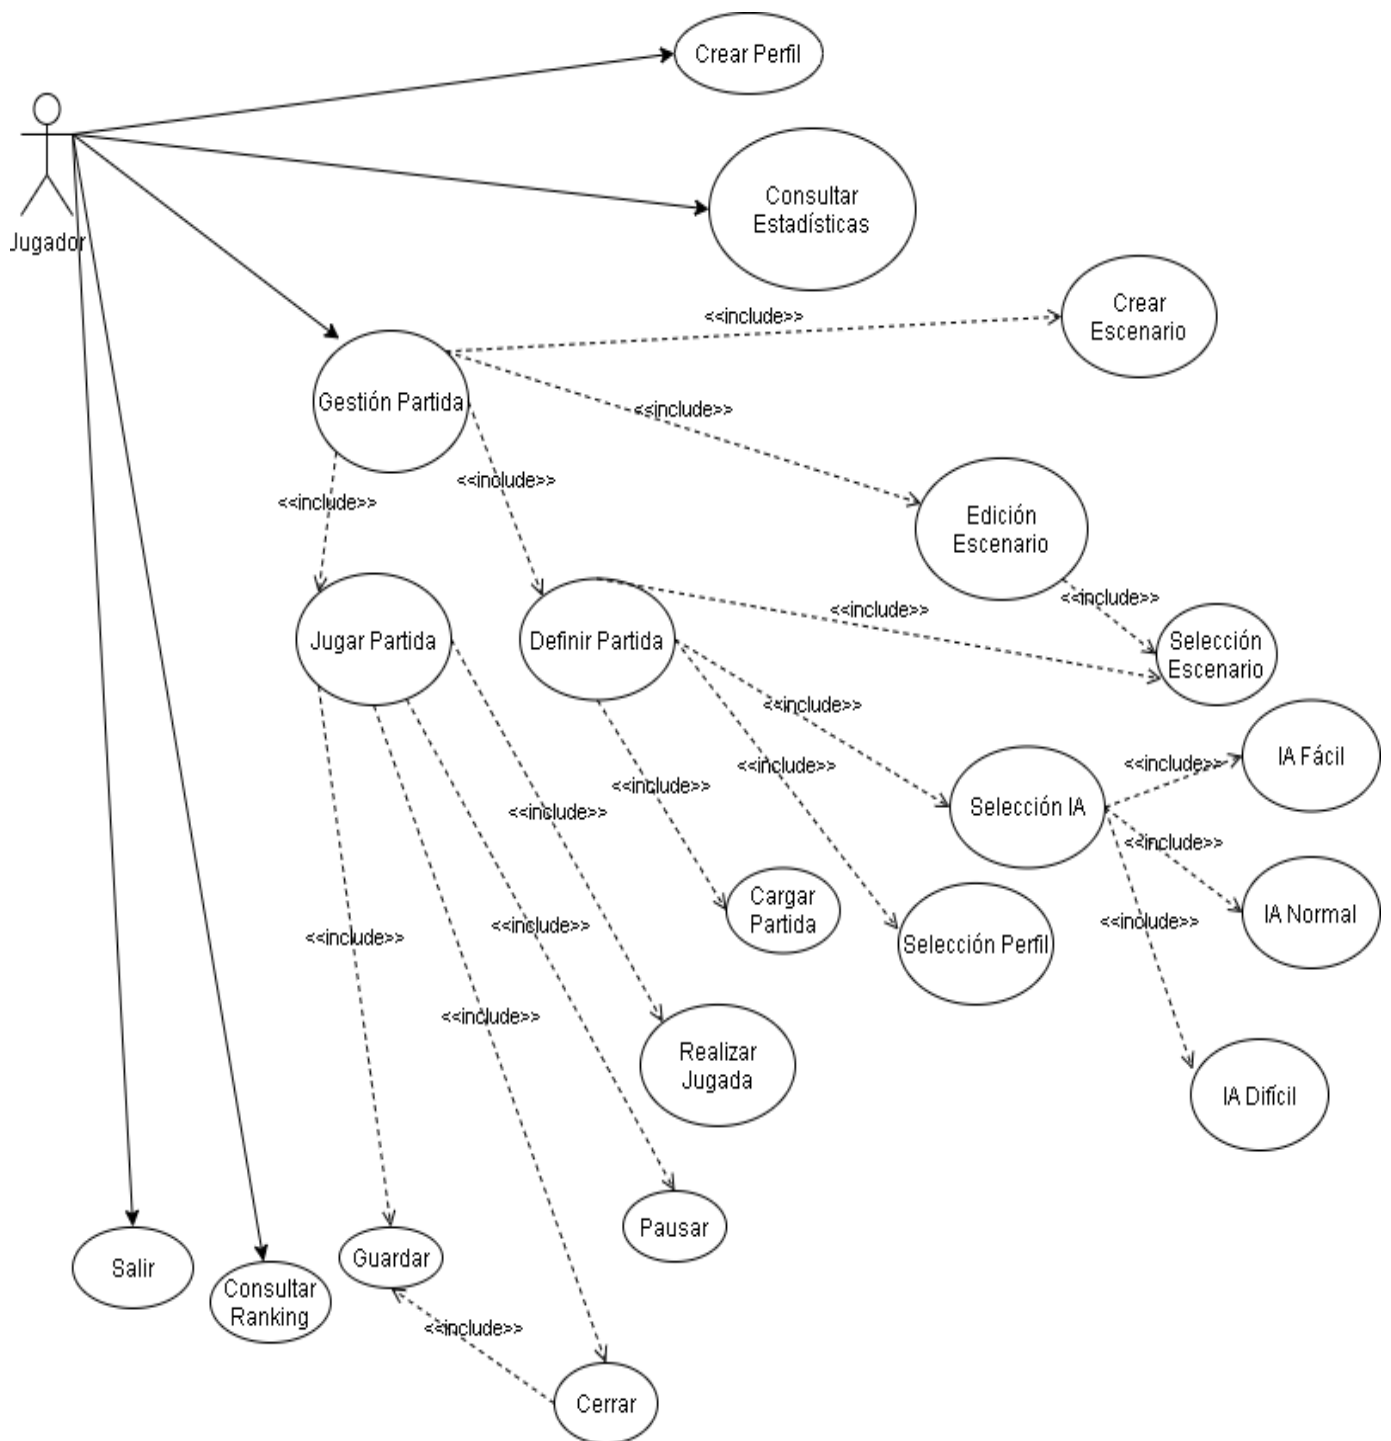 Crear Perfil
Jugador
Consultar
Estadísticas
Crear
Escenario
<<include>>
Gestión Partida
<<include>>
<<include>>
<<include>>
Edición
Escenario
<<include>>
<<include>>
Jugar Partida
Definir Partida
Selección
Escenario
<<include>>
<<include>>
<<include>>
<<include>>
IA Fácil
Selección IA
<<include>>
<<include>>
IA Normal
Cargar
Partida
<<include>>
<<include>>
<<include>>
Selección Perfil
<<include>>
Realizar
Jugada
IA Difícil
Pausar
Salir
Guardar
Consultar
Ranking
<<include>>
Cerrar